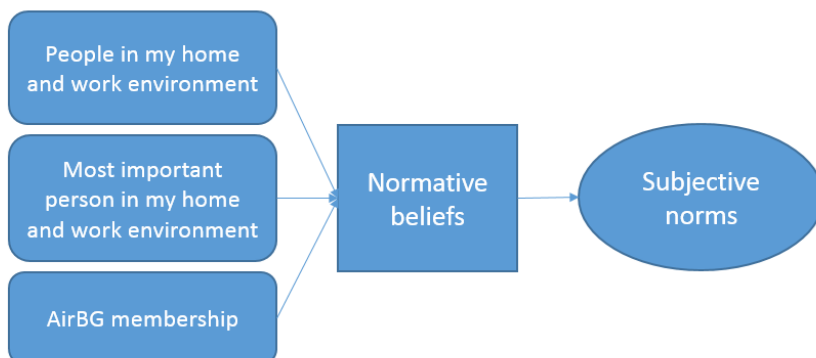 People in my home
and work environment
Most important
person in my home
and work environment
AirBG membership
Normative
beliefs
Subjective
norms